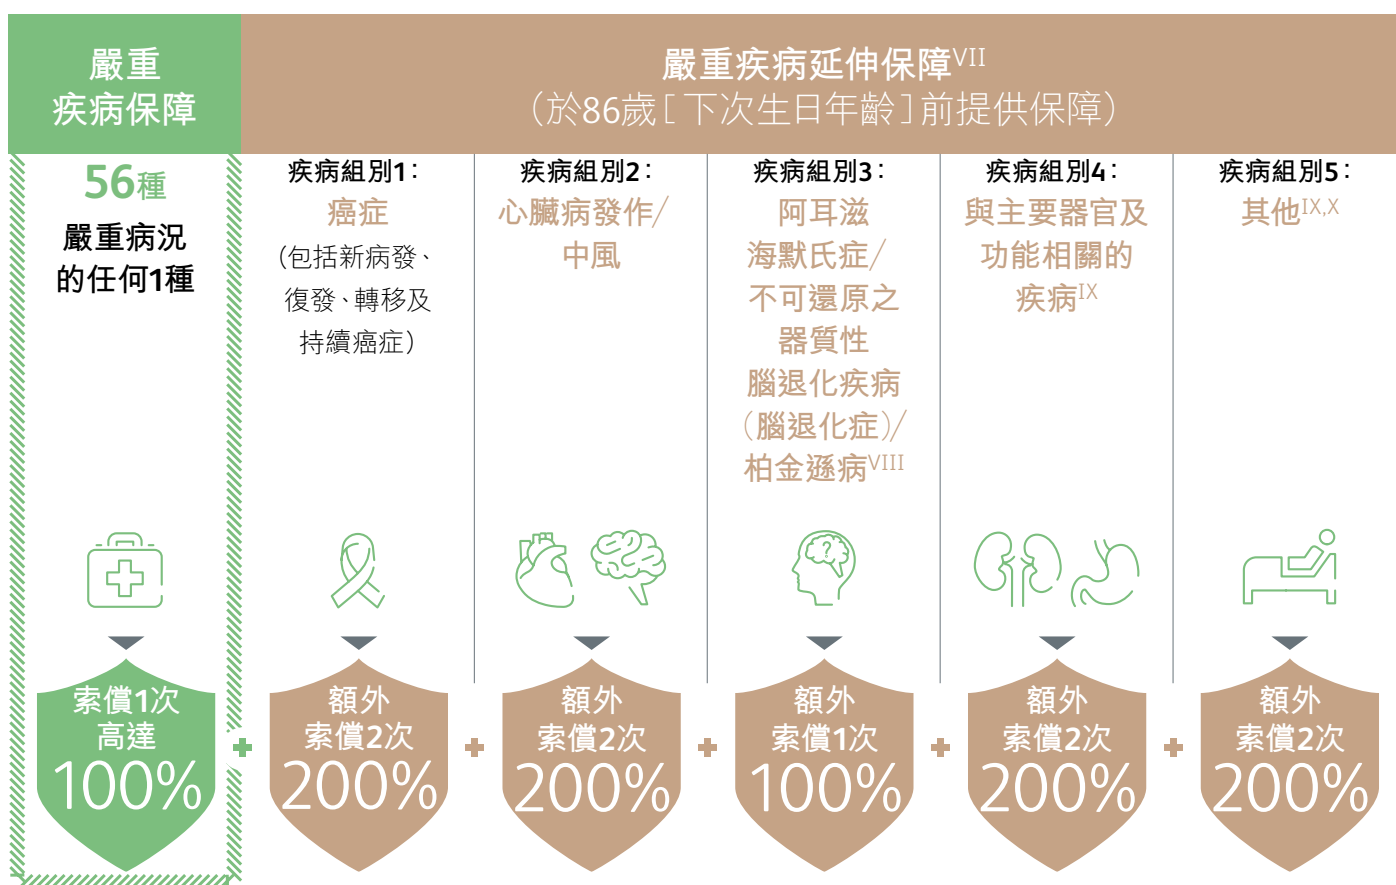 嚴重
疾病保障
嚴重疾病延伸保障VII
（於86歲［下次生日年齡］前提供保障）
56種
嚴重病況
的任何1種
索償1次
高達
100%
疾病組別1：
癌症
（包括新病發、
復發、轉移及
持續癌症）
額外
索償2次
200%
疾病組別2：
心臟病發作/
中風
額外
索償2次
200%
疾病組別3：
阿耳滋
海默氏症/
不可還原之
器質性
腦退化疾病
（腦退化症）/
柏金遜病VIII
額外
索償1次
100%
疾病組別4：
與主要器官及
功能相關的
疾病IX
額外
索償2次
200%
疾病組別5：
其他IX,X
額外
索償2次
200%